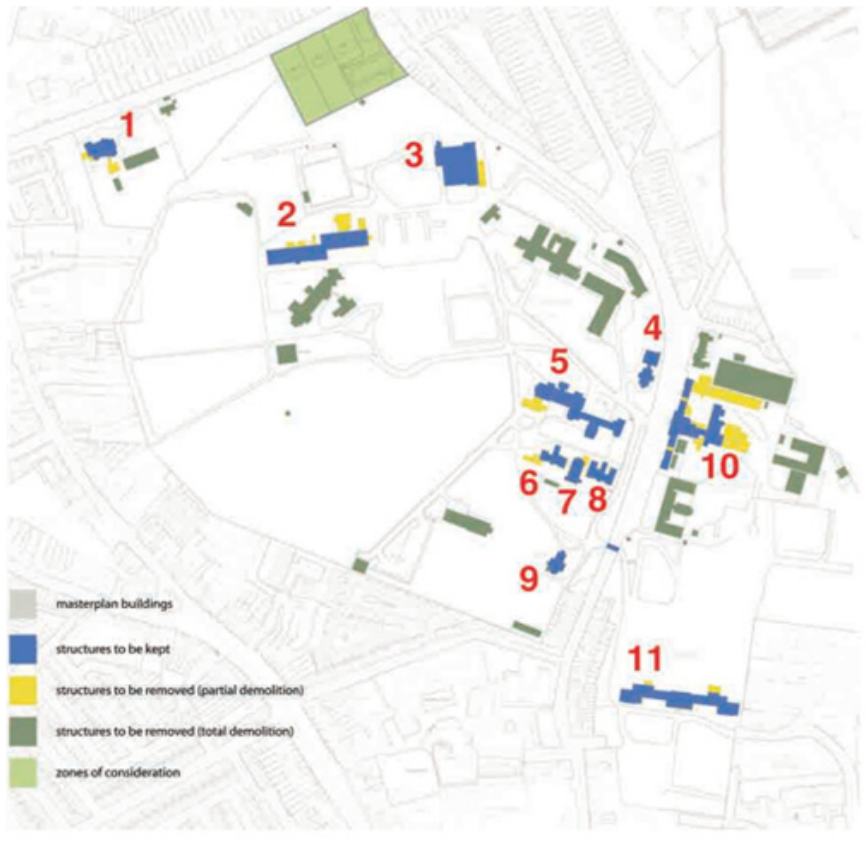 1
2
3
4
5
6
7
8
9
10
11
masterplan buildings
structures to be kept
structures to be removed (partial demolition)
structures to be removed (total demolition)
zones of consideration